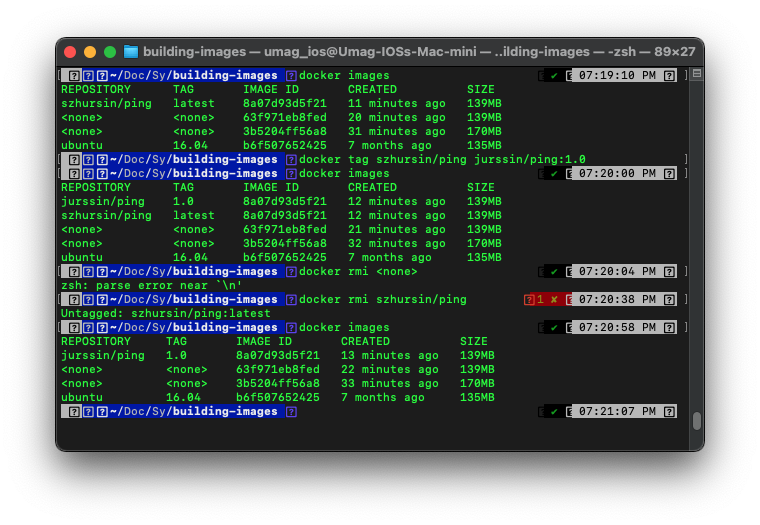 building-images — umag_ios@Umag-IOSs-Mac-mini — ..ilding-images — -zsh — 89×27
~/Doc/Sy/building-images docker images ✔ 07:19:10 PM
REPOSITORY TAG IMAGE ID CREATED SIZE
szhursin/ping latest 8a07d93d5f21 11 minutes ago 139MB
<none> <none> 63f971eb8fed 20 minutes ago 139MB
<none> <none> 3b5204ff56a8 31 minutes ago 170MB
ubuntu 16.04 b6f507652425 7 months ago 135MB
~/Doc/Sy/building-images docker tag szhursin/ping jurssin/ping:1.0
~/Doc/Sy/building-images docker images ✔ 07:20:00 PM
REPOSITORY TAG IMAGE ID CREATED SIZE
jurssin/ping 1.0 8a07d93d5f21 12 minutes ago 139MB
szhursin/ping latest 8a07d93d5f21 12 minutes ago 139MB
<none> <none> 63f971eb8fed 21 minutes ago 139MB
<none> <none> 3b5204ff56a8 32 minutes ago 170MB
ubuntu 16.04 b6f507652425 7 months ago 135MB
~/Doc/Sy/building-images docker rmi <none> ✔ 07:20:04 PM
zsh: parse error near `\n'
~/Doc/Sy/building-images docker rmi szhursin/ping 1 ✘ 07:20:38 PM
Untagged: szhursin/ping:latest
~/Doc/Sy/building-images docker images ✔ 07:20:58 PM
REPOSITORY TAG IMAGE ID CREATED SIZE
jurssin/ping 1.0 8a07d93d5f21 13 minutes ago 139MB
<none> <none> 63f971eb8fed 22 minutes ago 139MB
<none> <none> 3b5204ff56a8 33 minutes ago 170MB
ubuntu 16.04 b6f507652425 7 months ago 135MB
~/Doc/Sy/building-images ✔ 07:21:07 PM